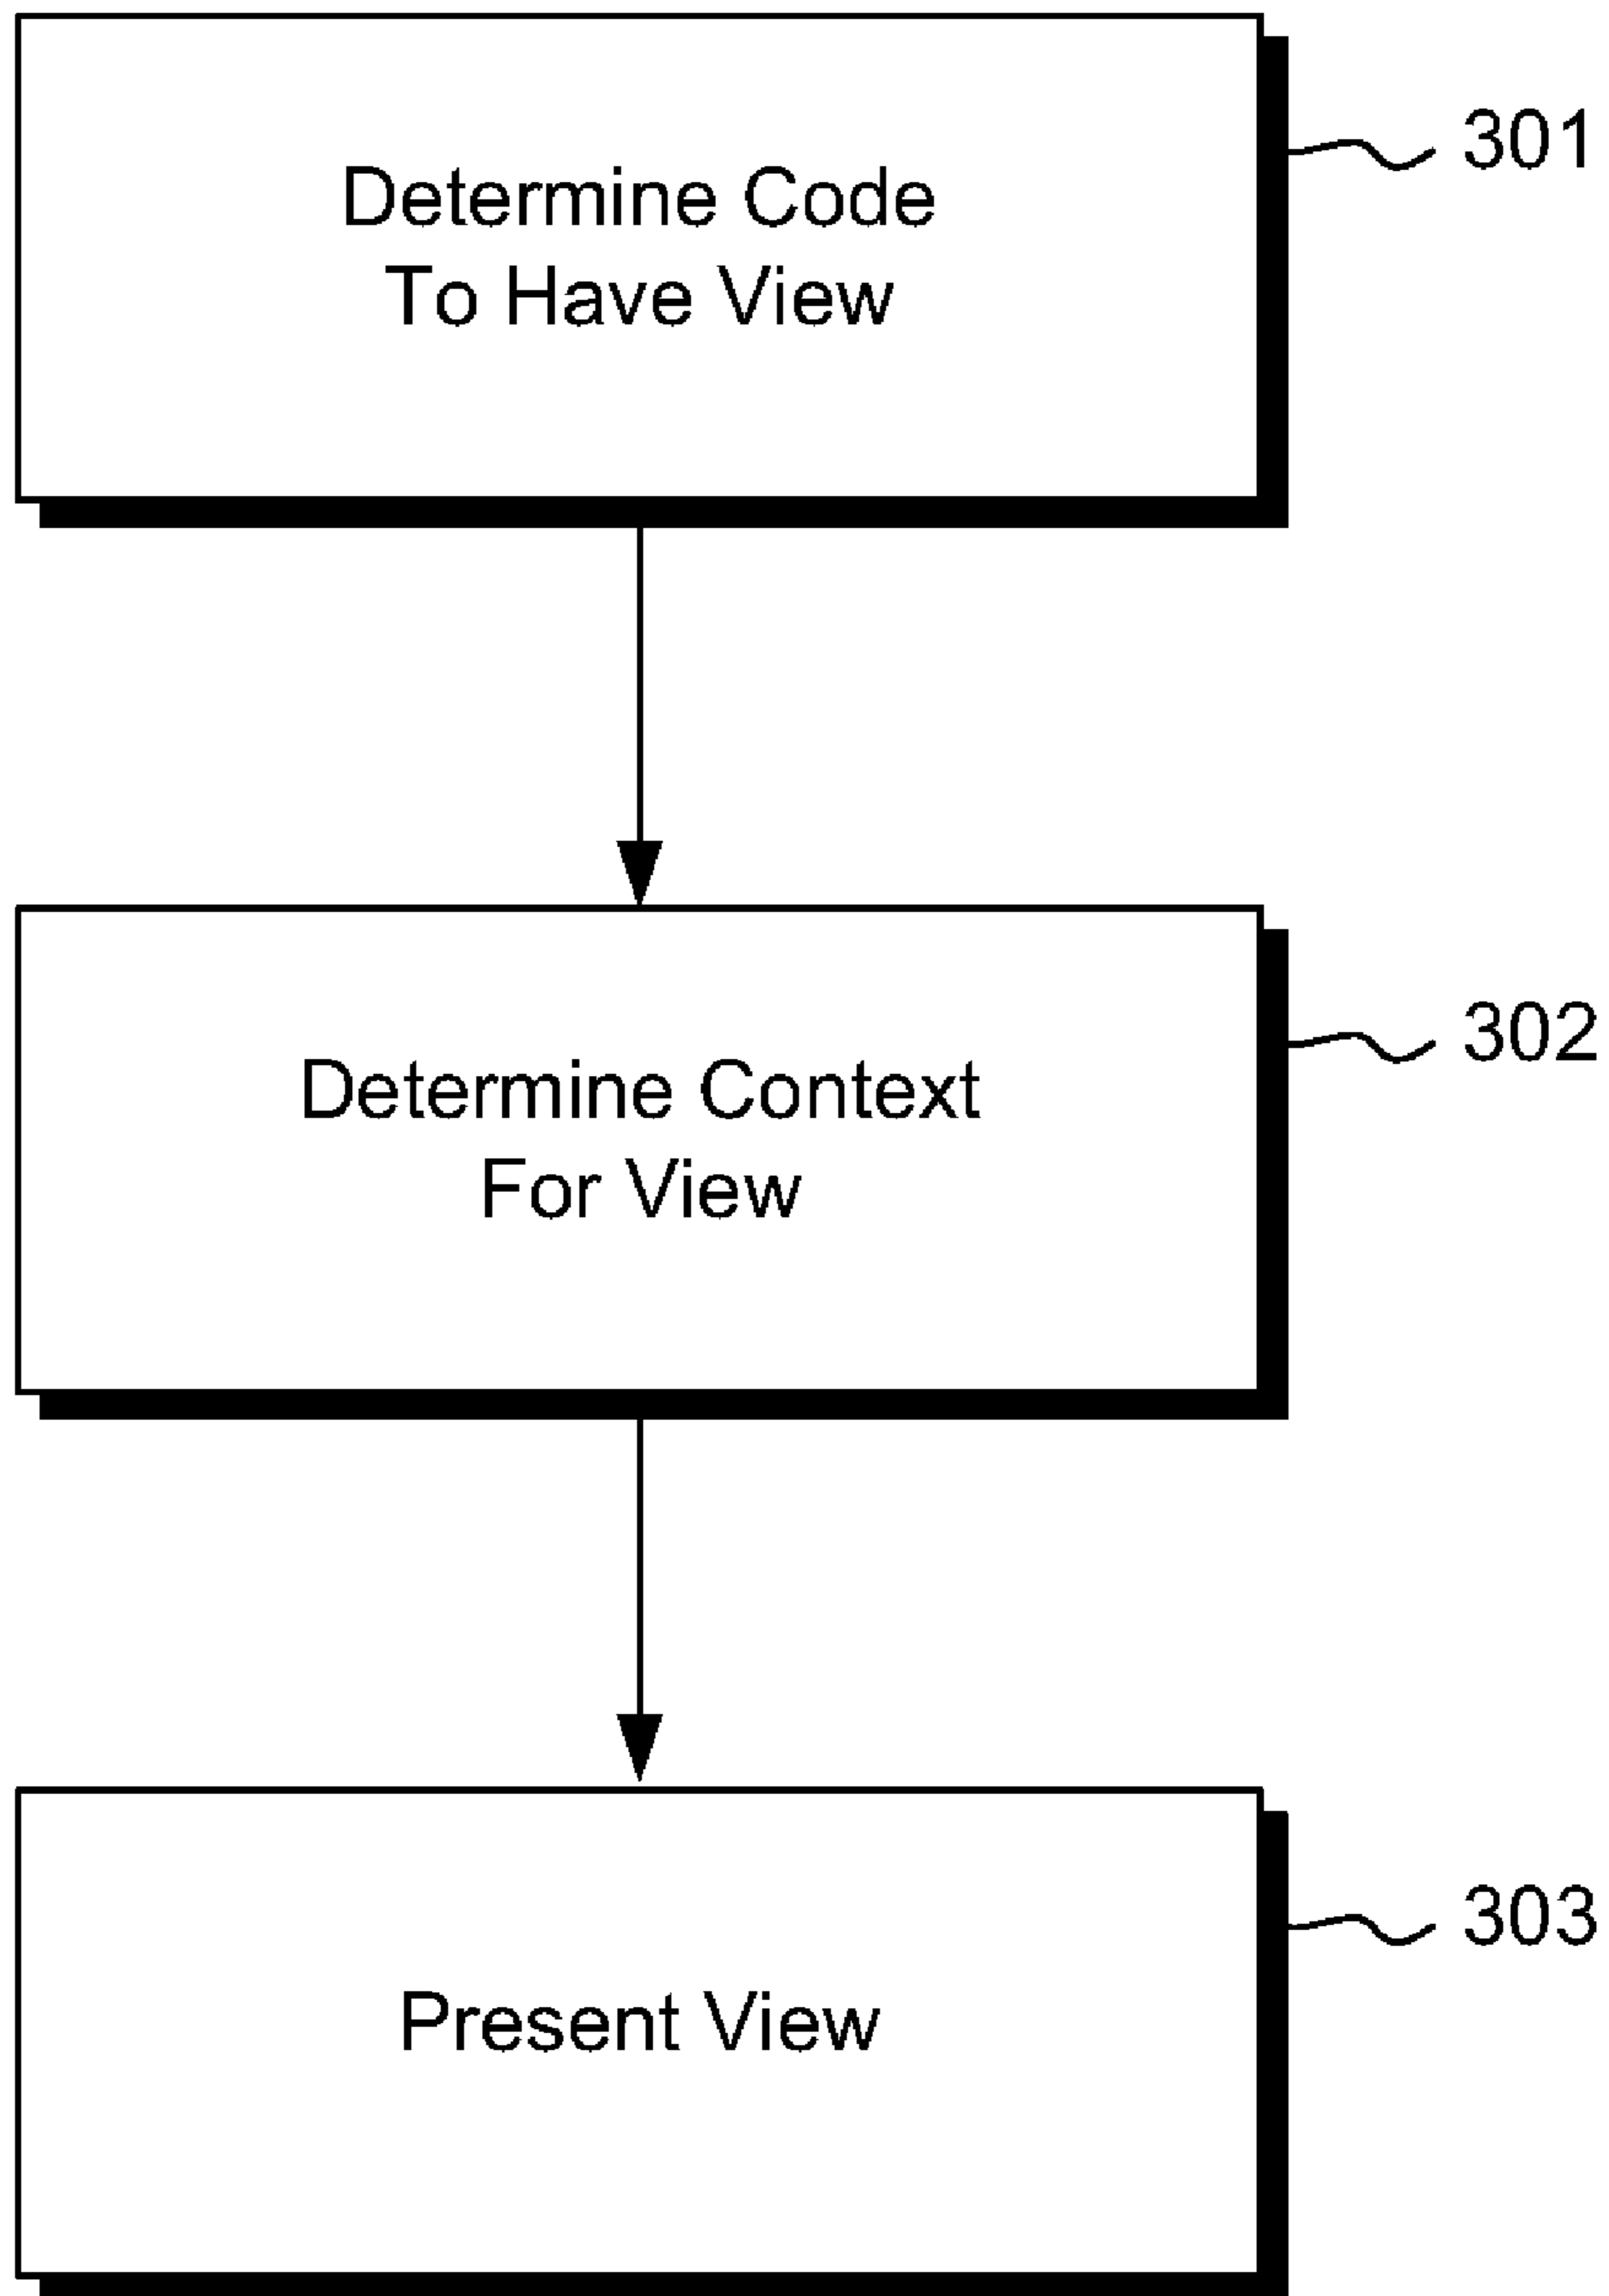 301
Determine Code
To Have View
302
Determine Context
For View
303
Present View